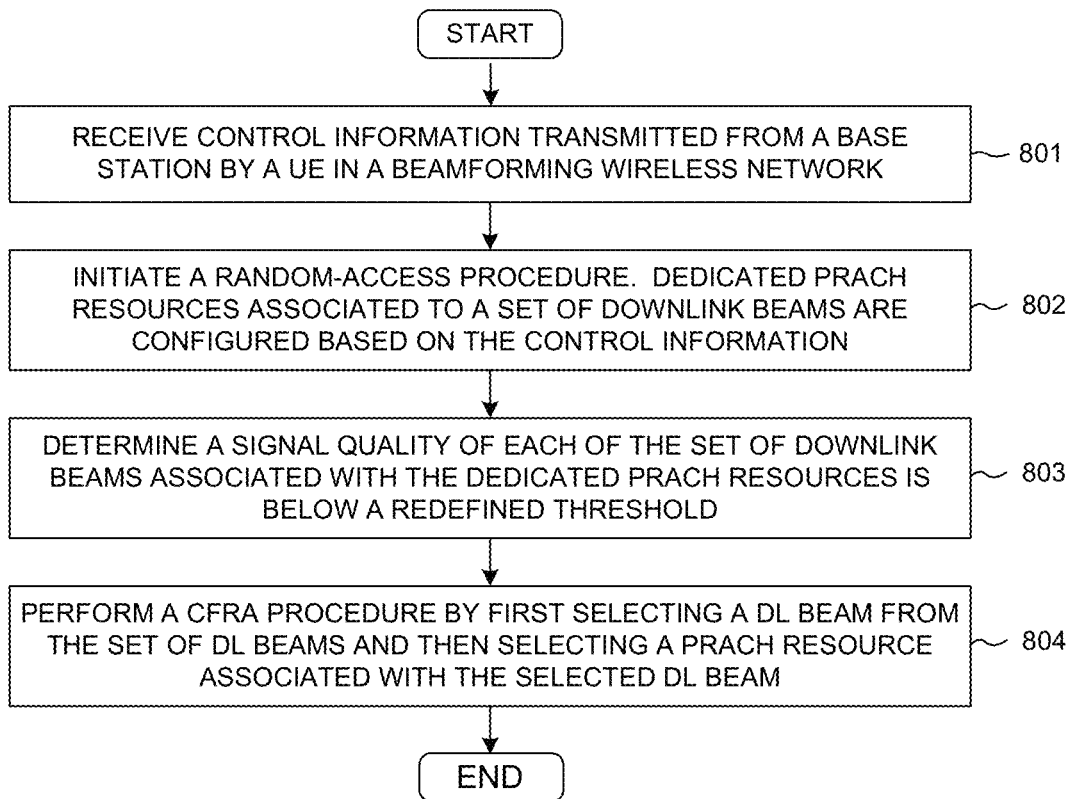 START
RECEIVE CONTROL INFORMATION TRANSMITTED FROM A BASE
STATION BY A UE IN A BEAMFORMING WIRELESS NETWORK
801
INITIATE A RANDOM-ACCESS PROCEDURE. DEDICATED PRACH
RESOURCES ASSOCIATED TO A SET OF DOWNLINK BEAMS ARE
CONFIGURED BASED ON THE CONTROL INFORMATION
802
DETERMINE A SIGNAL QUALITY OF EACH OF THE SET OF DOWNLINK
BEAMS ASSOCIATED WITH THE DEDICATED PRACH RESOURCES IS
BELOW A REDEFINED THRESHOLD
803
PERFORM A CFRA PROCEDURE BY FIRST SELECTING A DL BEAM FROM
THE SET OF DL BEAMS AND THEN SELECTING A PRACH RESOURCE
ASSOCIATED WITH THE SELECTED DL BEAM
804
END